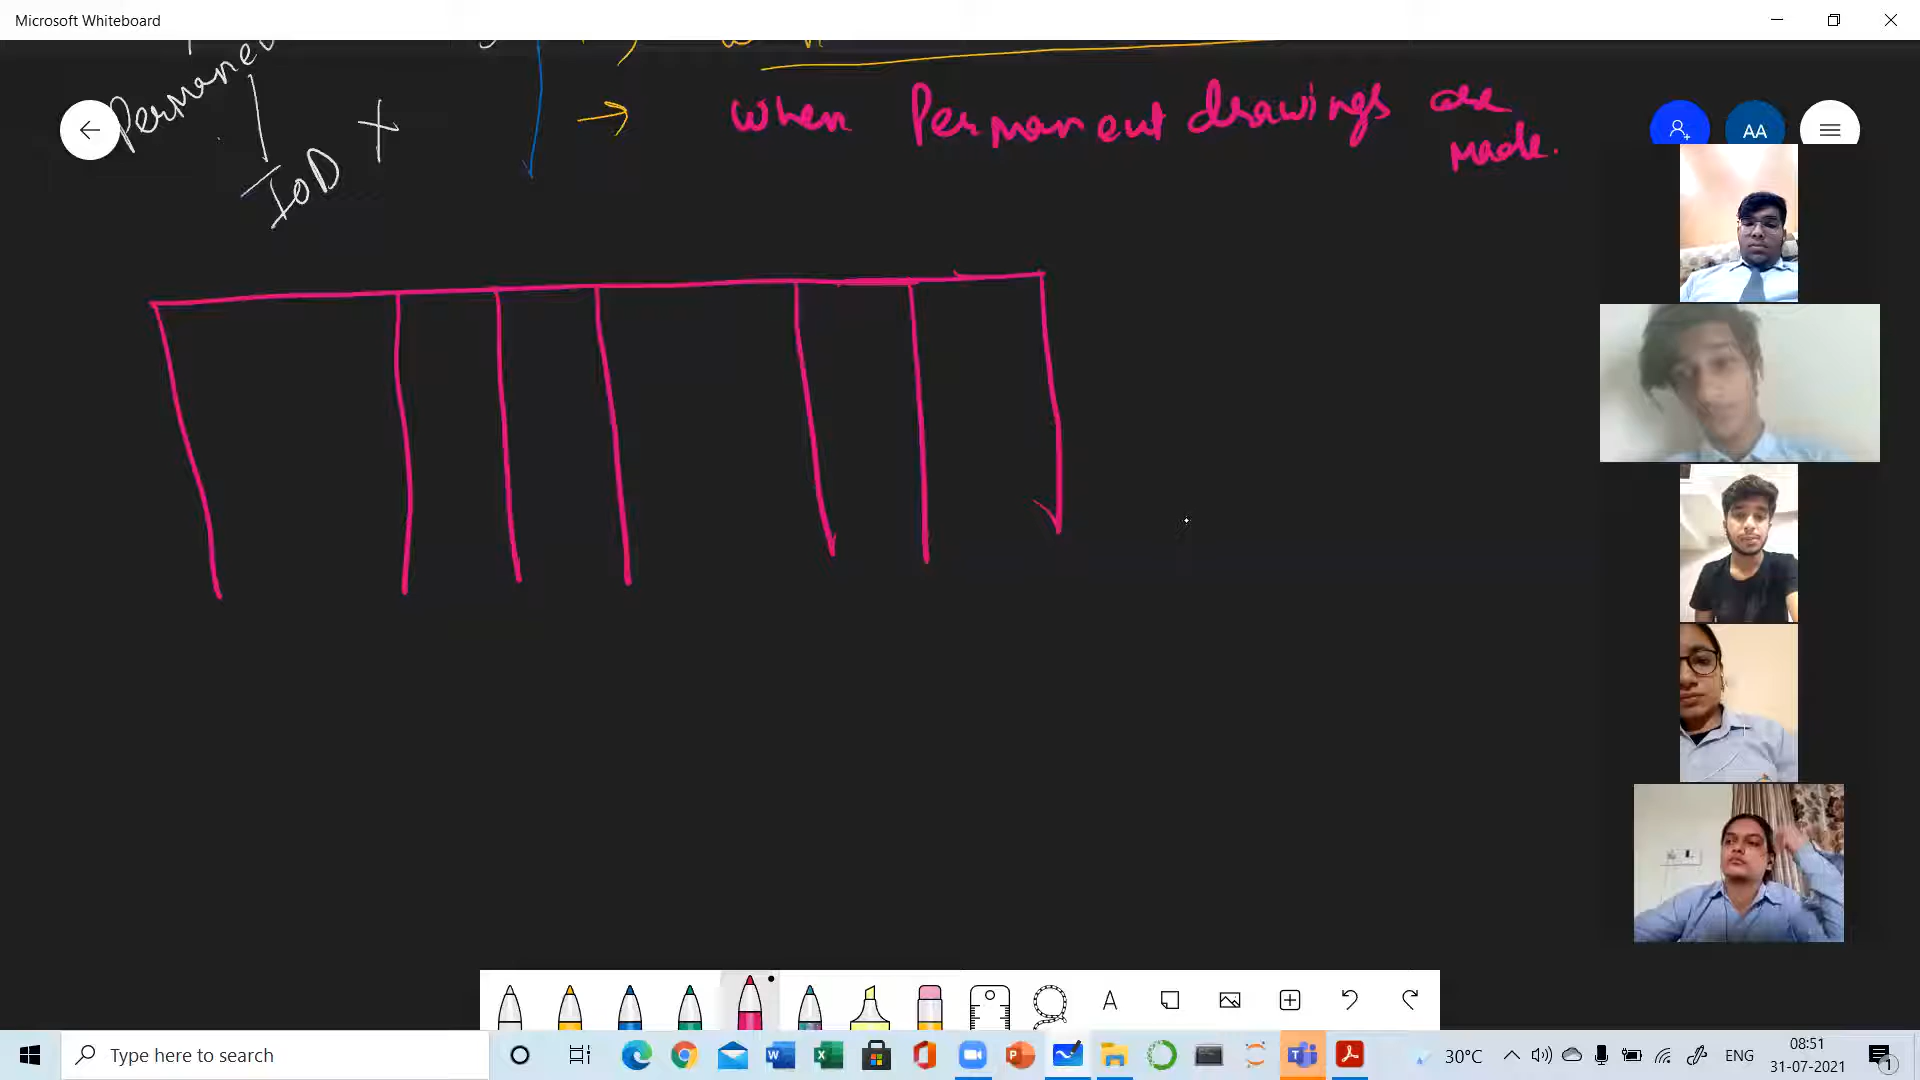 Microsoft Whiteboard
when Permanent drawings are
made.
IoD X
AA
A
Type here to search
30°C
ENG
08:51
31-07-2021
1